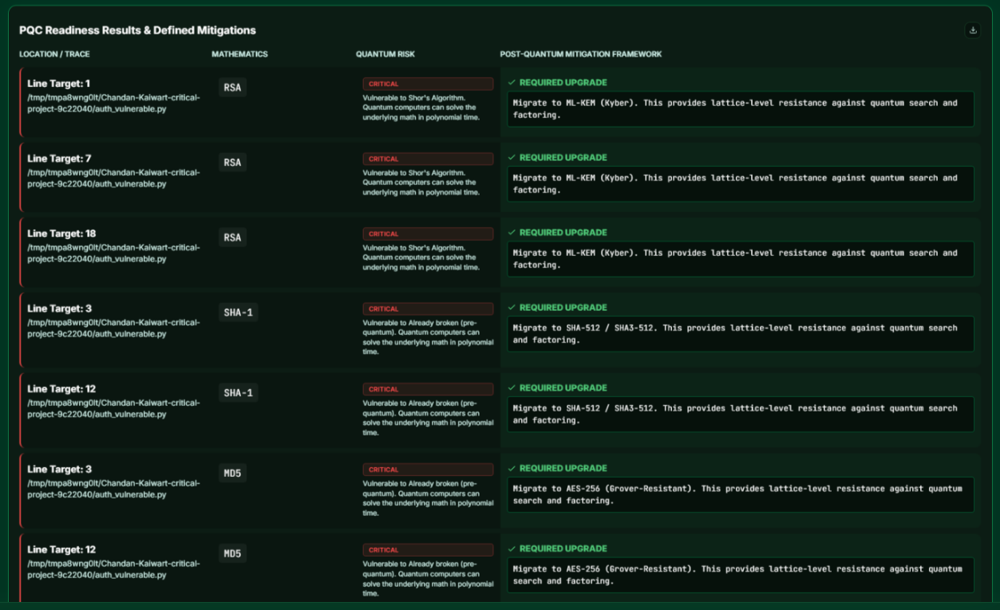 PQC Readiness Results & Defined Mitigations
LOCATION / TRACE MATHEMATICS QUANTUM RISK POST-QUANTUM MITIGATION FRAMEWORK
Line Target: 1
/tmp/tmpa8wng0lt/Chandan-Kaiwart-critical-
project-9c22040/auth_vulnerable.py
RSA
CRITICAL
Vulnerable to Shor's Algorithm.
Quantum computers can solve the
underlying math in polynomial time.
✓ REQUIRED UPGRADE
Migrate to ML-KEM (Kyber). This provides lattice-level resistance against quantum search and
factoring.
Line Target: 7
/tmp/tmpa8wng0lt/Chandan-Kaiwart-critical-
project-9c22040/auth_vulnerable.py
RSA
CRITICAL
Vulnerable to Shor's Algorithm.
Quantum computers can solve the
underlying math in polynomial time.
✓ REQUIRED UPGRADE
Migrate to ML-KEM (Kyber). This provides lattice-level resistance against quantum search and
factoring.
Line Target: 18
/tmp/tmpa8wng0lt/Chandan-Kaiwart-critical-
project-9c22040/auth_vulnerable.py
RSA
CRITICAL
Vulnerable to Shor's Algorithm.
Quantum computers can solve the
underlying math in polynomial time.
✓ REQUIRED UPGRADE
Migrate to ML-KEM (Kyber). This provides lattice-level resistance against quantum search and
factoring.
Line Target: 3
/tmp/tmpa8wng0lt/Chandan-Kaiwart-critical-
project-9c22040/auth_vulnerable.py
SHA-1
CRITICAL
Vulnerable to Already broken (pre-
quantum). Quantum computers can
solve the underlying math in polynomial
time.
✓ REQUIRED UPGRADE
Migrate to SHA-512 / SHA3-512. This provides lattice-level resistance against quantum search
and factoring.
Line Target: 12
/tmp/tmpa8wng0lt/Chandan-Kaiwart-critical-
project-9c22040/auth_vulnerable.py
SHA-1
CRITICAL
Vulnerable to Already broken (pre-
quantum). Quantum computers can
solve the underlying math in polynomial
time.
✓ REQUIRED UPGRADE
Migrate to SHA-512 / SHA3-512. This provides lattice-level resistance against quantum search
and factoring.
Line Target: 3
/tmp/tmpa8wng0lt/Chandan-Kaiwart-critical-
project-9c22040/auth_vulnerable.py
MD5
CRITICAL
Vulnerable to Already broken (pre-
quantum). Quantum computers can
solve the underlying math in polynomial
time.
✓ REQUIRED UPGRADE
Migrate to AES-256 (Grover-Resistant). This provides lattice-level resistance against quantum
search and factoring.
Line Target: 12
/tmp/tmpa8wng0lt/Chandan-Kaiwart-critical-
project-9c22040/auth_vulnerable.py
MD5
CRITICAL
Vulnerable to Already broken (pre-
quantum). Quantum computers can
solve the underlying math in polynomial
time.
✓ REQUIRED UPGRADE
Migrate to AES-256 (Grover-Resistant). This provides lattice-level resistance against quantum
search and factoring.